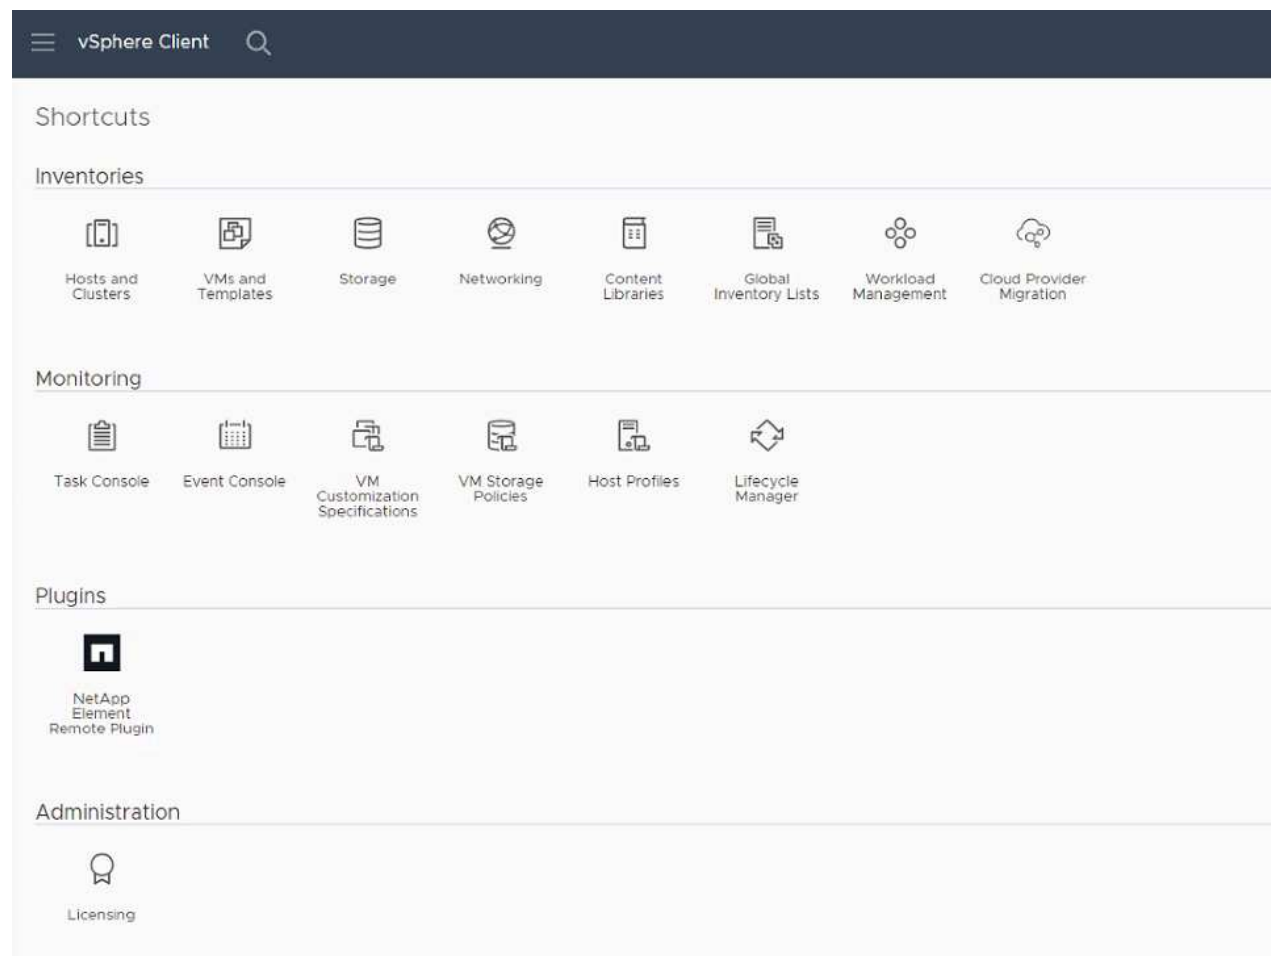 vSphere Client
Shortcuts
Inventories
Hosts and
Clusters
VMs and
Templates
Storage
Networking
Content
Libraries
Global
Inventory Lists
Workload
Management
Cloud Provider
Migration
Monitoring
Task Console
Event Console
VM
Customization
Specifications
VM Storage
Policies
Host Profiles
Lifecycle
Manager
Plugins
NetApp
Element
Remote Plugin
Administration
Licensing